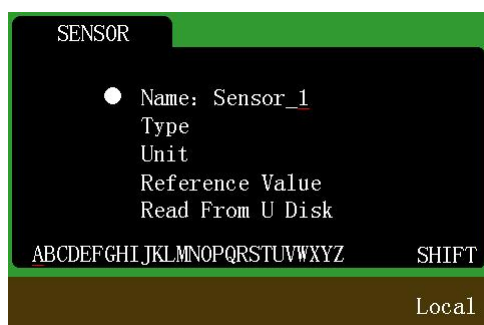 SENSOR
Name: Sensor_1
Type
Unit
Reference Value
Read From U Disk
ABCDEFGHIJKLMNOPQRSTUVWXYZ SHIFT
Local